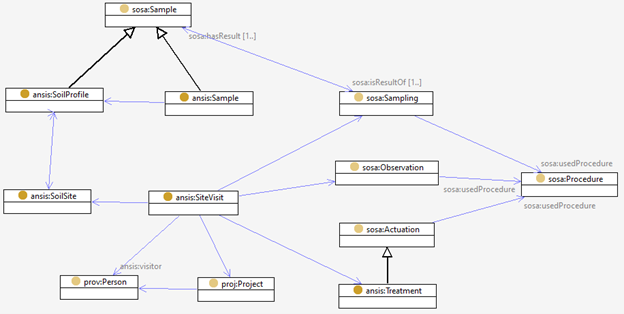 sosa:Sample
sosa:hasResult [1..]
sosa:isResultOf [1..]
ansis:SoilProfile
ansis:Sample
sosa:Sampling
sosa:usedProcedure
sosa:Observation
sosa:Procedure
sosa:usedProcedure
ansis:SoilSite
ansis:SiteVisit
sosa:usedProcedure
sosa:Actuation
ansis:visitor
prov:Person
proj:Project
ansis:Treatment